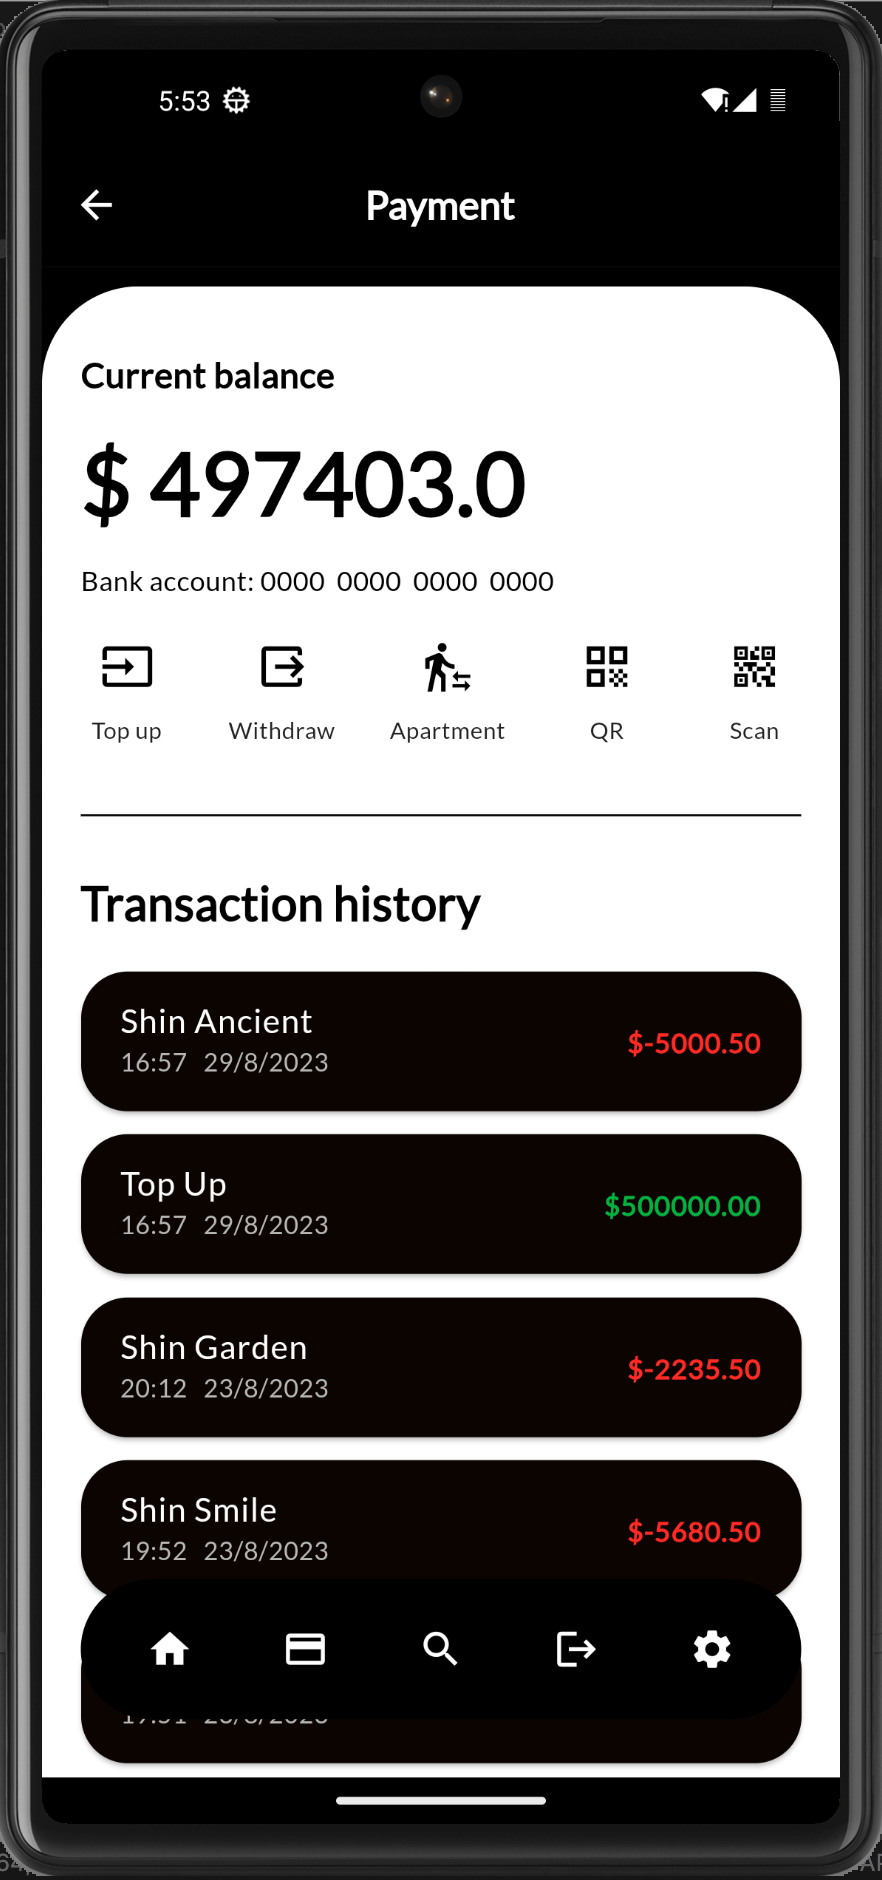 5:53
Payment
Current balance
$ 497403.0
Bank account: 0000 0000 0000 0000
Top up Withdraw Apartment QR Scan
Transaction history
Shin Ancient
16:57 29/8/2023
$-5000.50
Top Up
16:57 29/8/2023
$500000.00
Shin Garden
20:12 23/8/2023
$-2235.50
Shin Smile
19:52 23/8/2023
$-5680.50